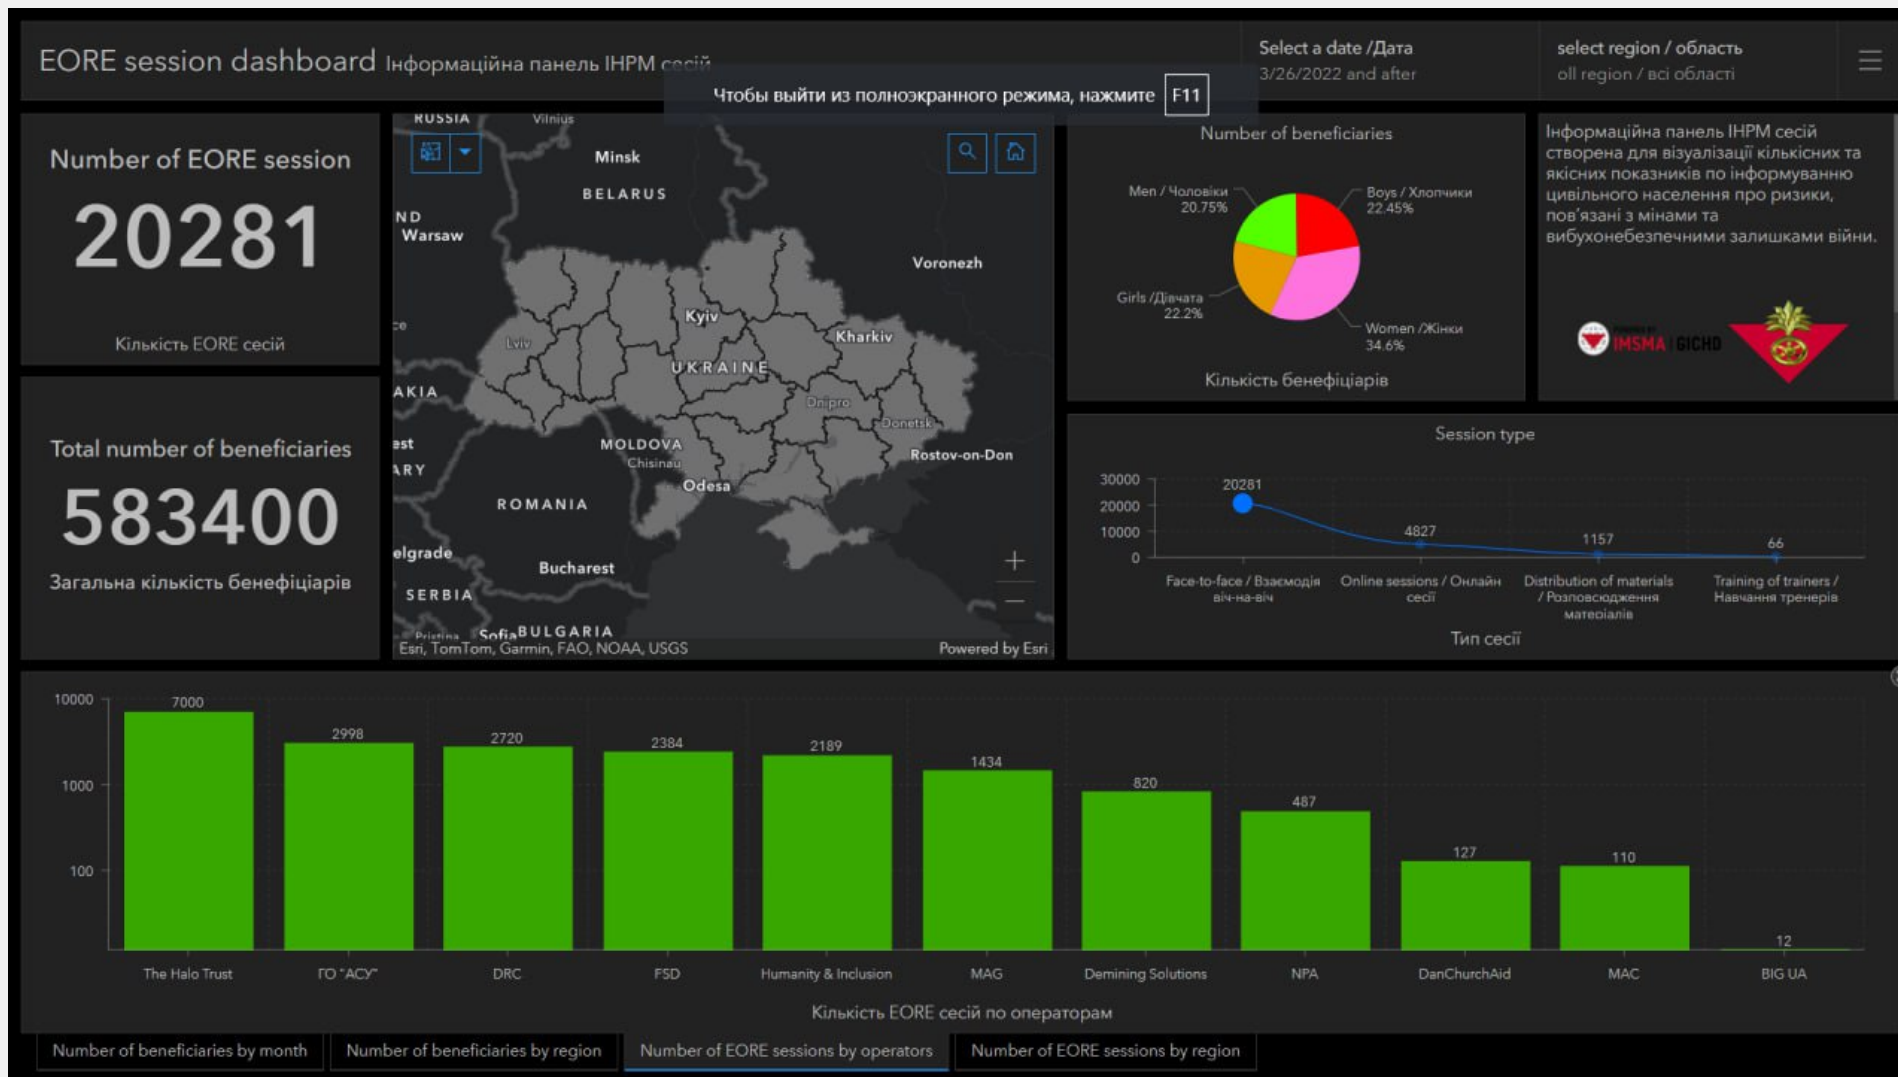 EORE session dashboard Інформаційна панель ІНРМ сесій
Select a date /Дата
3/26/2022 and after
select region / область
oll region / всі області
Чтобы выйти из полноэкранного режима, нажмите F11
Number of EORE session
20281
Кількість EORE сесій
Total number of beneficiaries
583400
Загальна кількість бенефіціарів
RUSSIA
Vilnius
Minsk
BELARUS
ND
Warsaw
Voronezh
ce
Kyiv
Kharkiv
Lviv
UKRAINE
AKIA
Dnipro
Donetsk
est
MOLDOVA
ARY
Chisinau
Rostov-on-Don
Odesa
ROMANIA
elgrade
Bucharest
SERBIA
Pristina
Sofia
BULGARIA
Esri, TomTom, Garmin, FAO, NOAA, USGS
Powered by Esri
Number of beneficiaries
Men / Чоловіки
20.75%
Boys / Хлопчики
22.45%
Girls /Дівчата
22.2%
Women /Жінки
34.6%
Кількість бенефіціарів
Інформаційна панель ІНРМ сесій
створена для візуалізації кількісних та
якісних показників по інформуванню
цивільного населення про ризики,
пов’язані з мінами та
вибухонебезпечними залишками війни.
POWERED BY
IMSMA | GICHD
Session type
30000
20000
10000
0
20281
4827
1157
66
Face-to-face / Взаємодія
віч-на-віч
Online sessions / Онлайн
сесії
Distribution of materials
/ Розповсюдження
матеріалів
Training of trainers /
Навчання тренерів
Тип сесії
10000
1000
100
7000
2998
2720
2384
2189
1434
820
487
127
110
12
The Halo Trust
ГО "АСУ"
DRC
FSD
Humanity & Inclusion
MAG
Demining Solutions
NPA
DanChurchAid
MAC
BIG UA
Кількість EORE сесій по операторам
Number of beneficiaries by month
Number of beneficiaries by region
Number of EORE sessions by operators
Number of EORE sessions by region